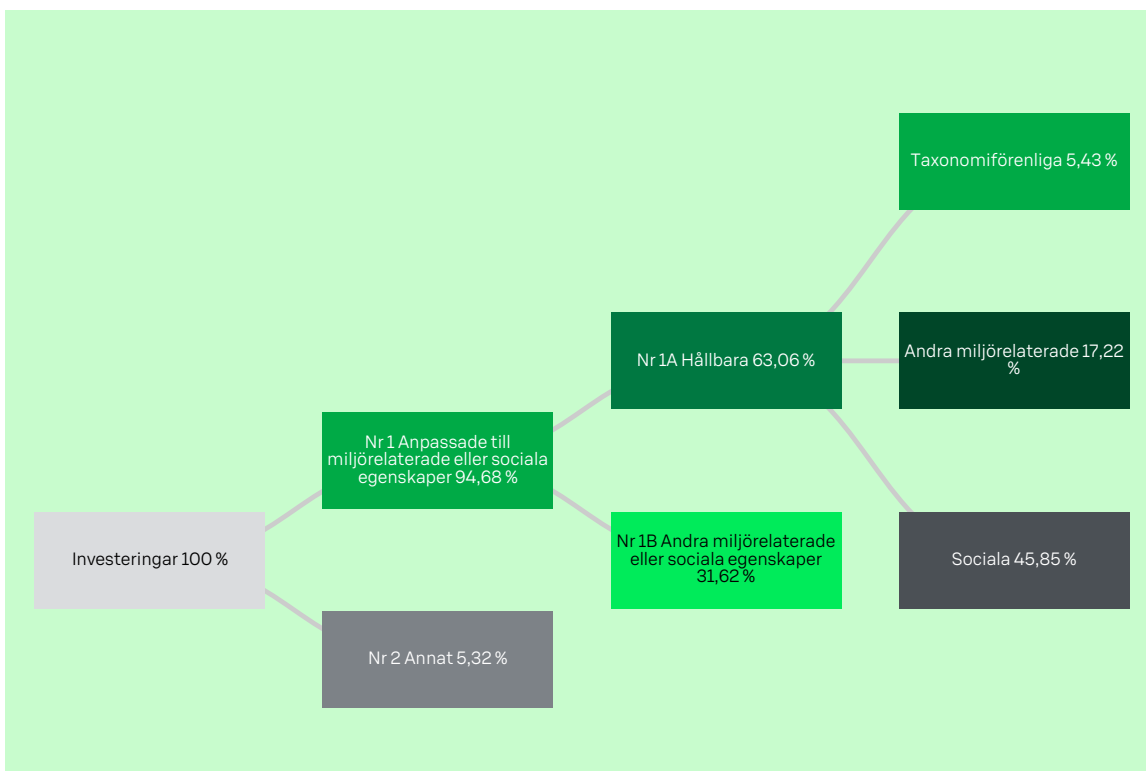 Taxonomiförenliga 5,43 %
Nr 1A Hållbara 63,06 %
Andra miljörelaterade 17,22
%
Nr 1 Anpassade till
miljörelaterade eller sociala
egenskaper 94,68 %
Investeringar 100 %
Nr 1B Andra miljörelaterade
eller sociala egenskaper
31,62 %
Sociala 45,85 %
Nr 2 Annat 5,32 %